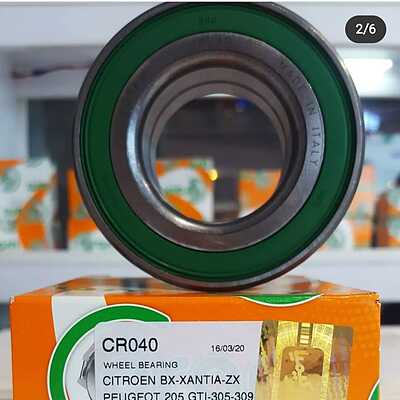 2/6
MADE IN ITALY
CR040
16/03/20
WHEEL BEARING
CITROEN BX-XANTIA-ZX
PEUGEOT 205 GTI-305-309